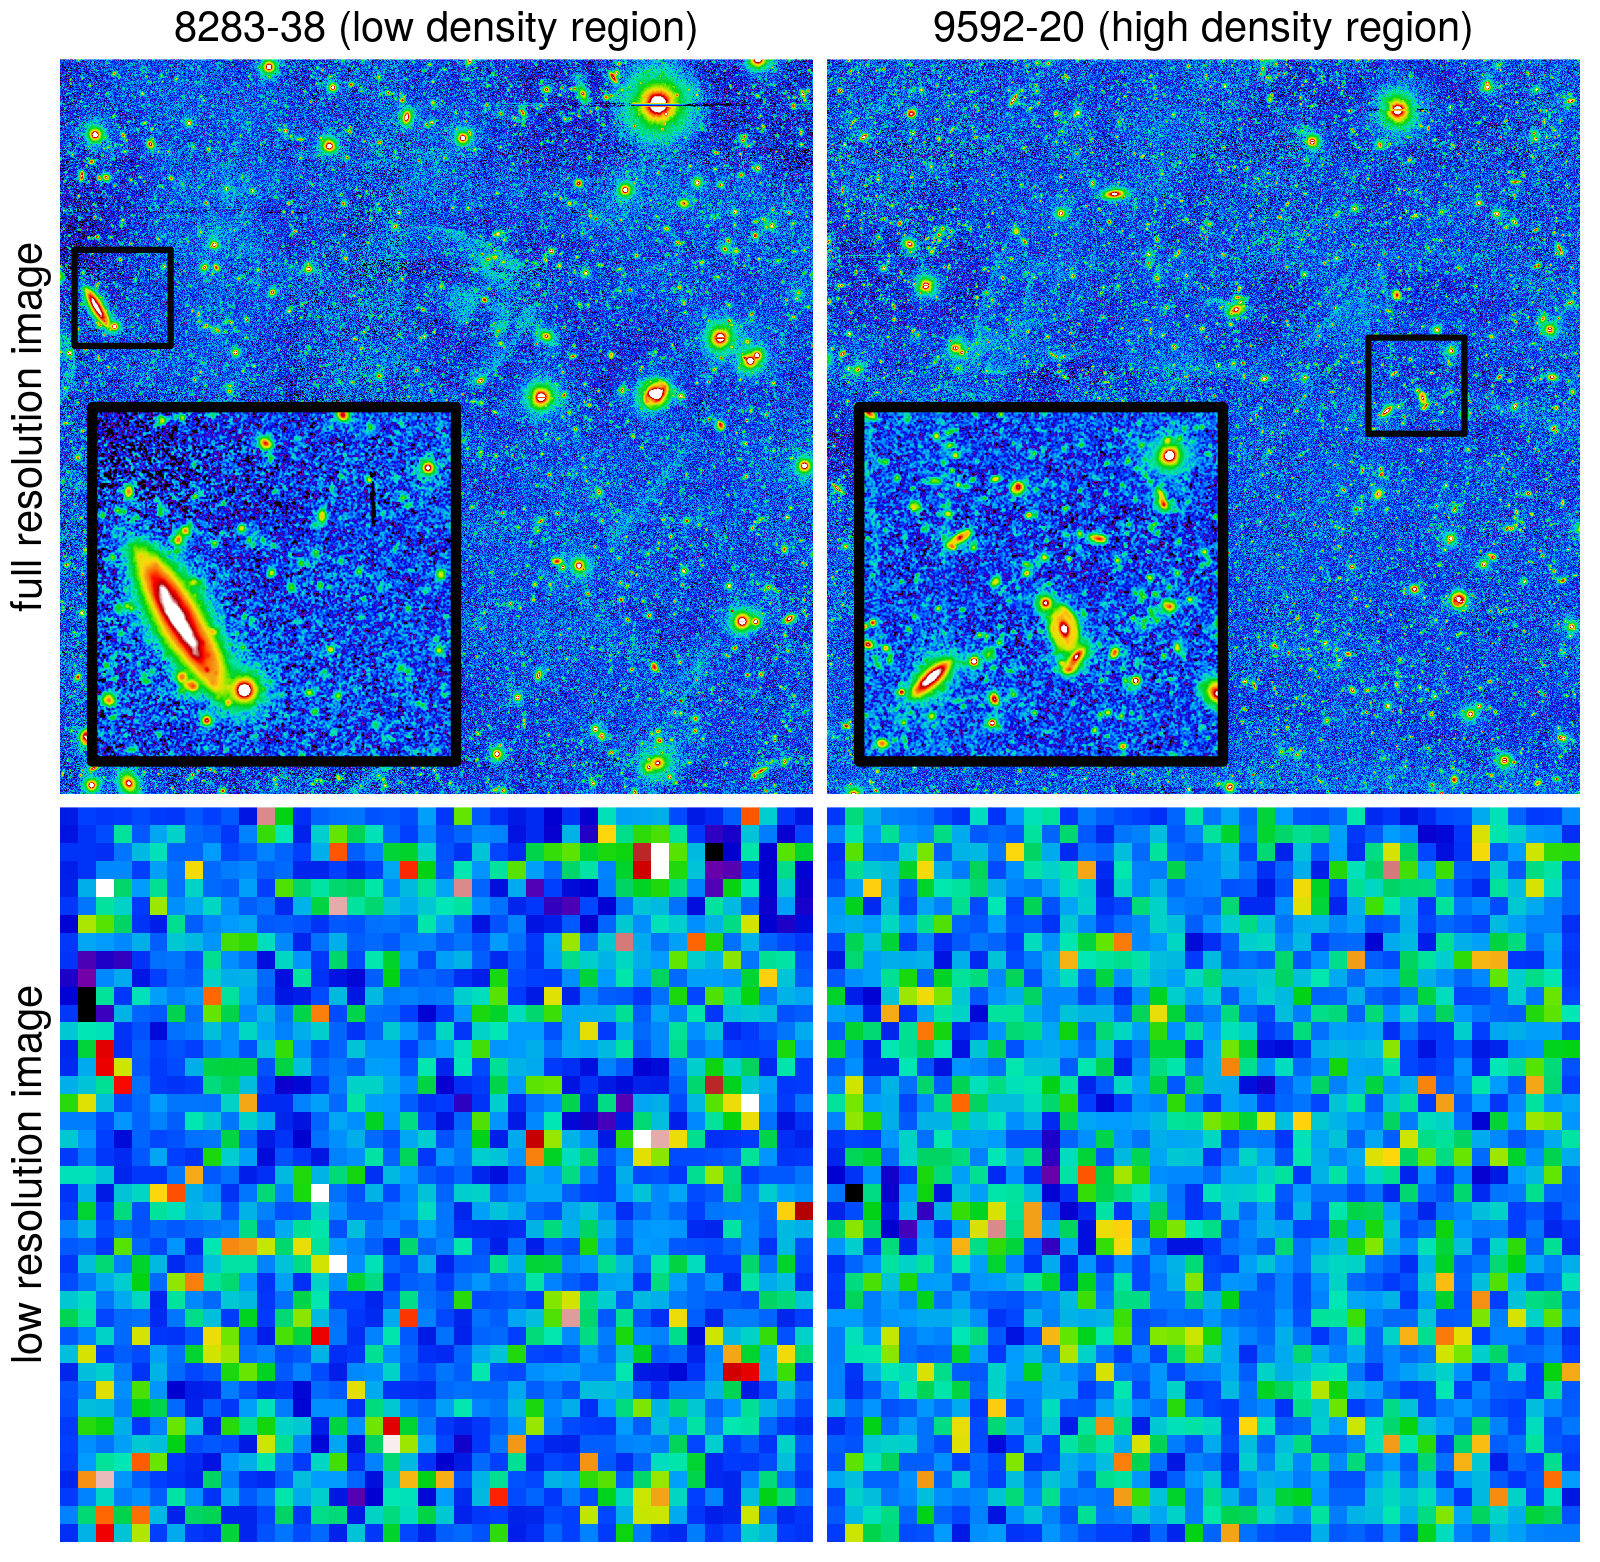 8283-38 (low density region)
9592-20 (high density region)
full resolution image
low resolution image